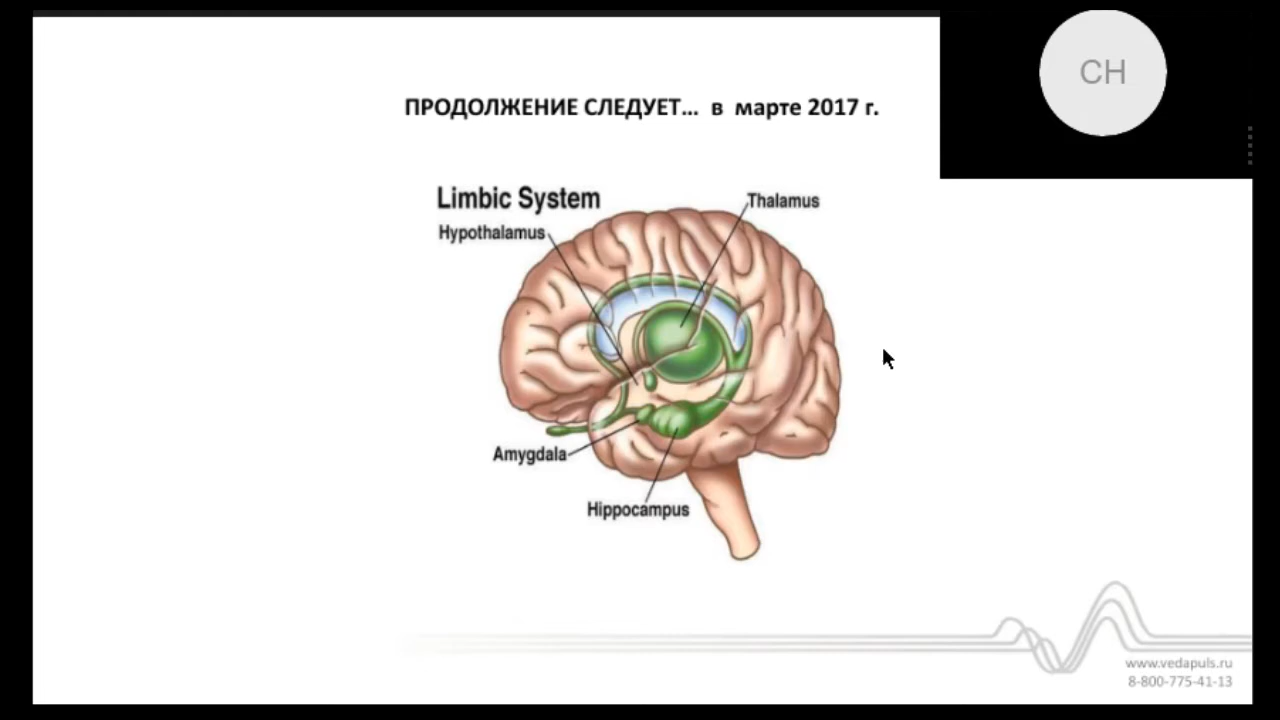 CH
ПРОДОЛЖЕНИЕ СЛЕДУЕТ... в марте 2017 г.
Limbic System
Thalamus
Hypothalamus
Amygdala
Hippocampus
www.vedapuls.ru
8-800-775-41-13